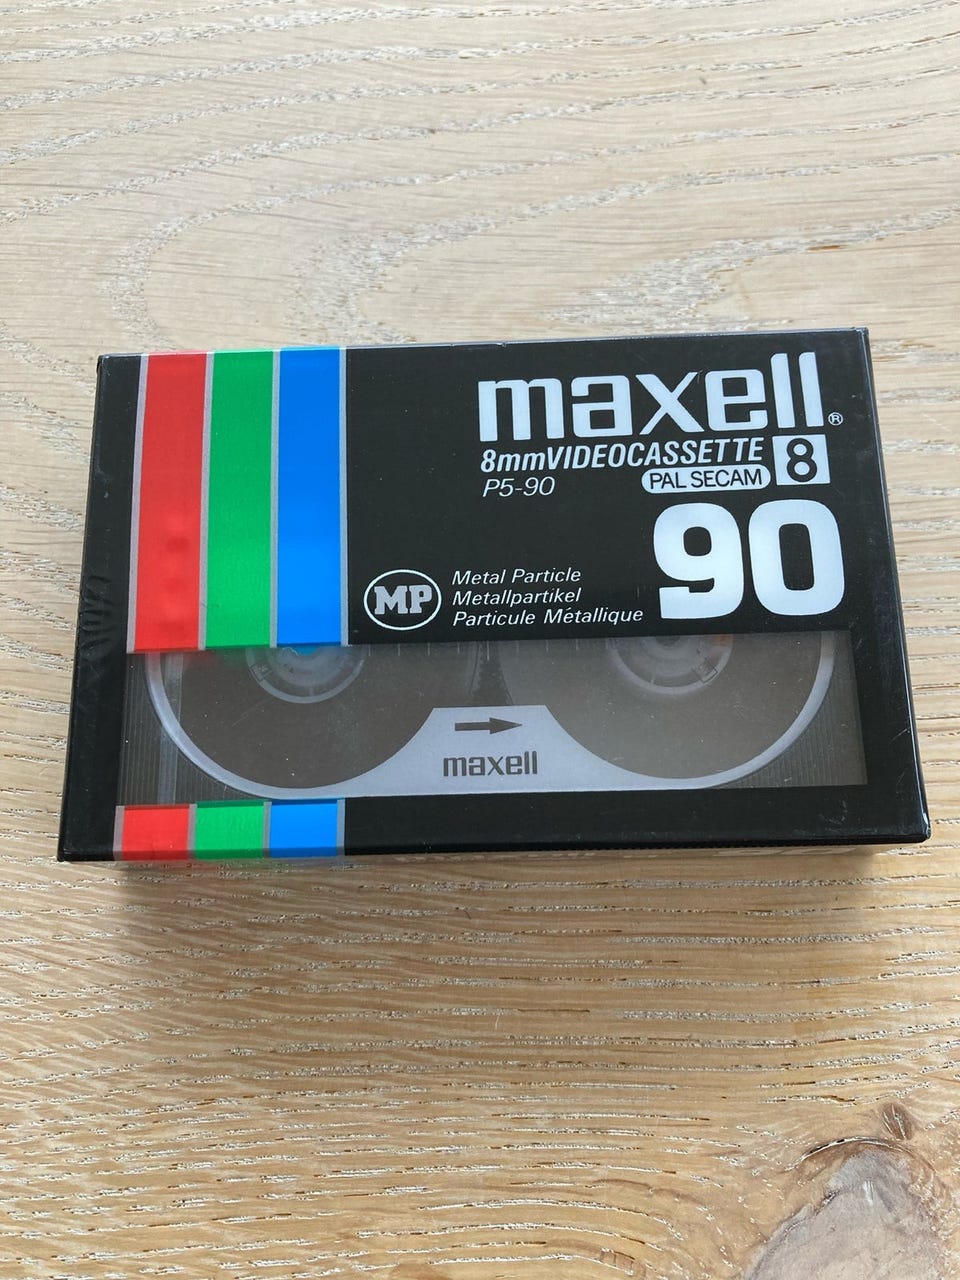 maxell®
8mmVIDEOCASSETTE 8
P5-90 PAL SECAM
90
MP
Metal Particle
Metallpartikel
Particule Métallique
maxell